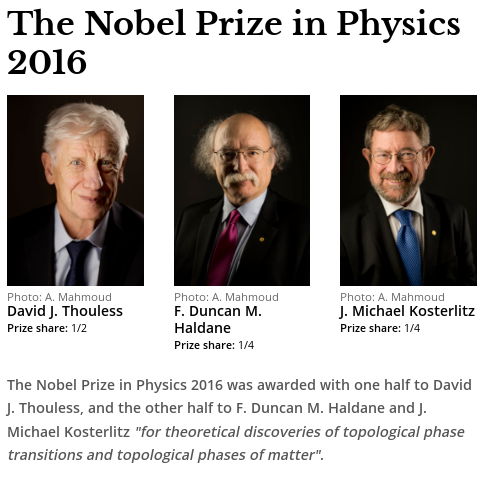 The Nobel Prize in Physics
2016
Photo: A. Mahmoud
David J. Thouless
Prize share: 1/2
Photo: A. Mahmoud
F. Duncan M.
Haldane
Prize share: 1/4
Photo: A. Mahmoud
J. Michael Kosterlitz
Prize share: 1/4
The Nobel Prize in Physics 2016 was awarded with one half to David
J. Thouless, and the other half to F. Duncan M. Haldane and J.
Michael Kosterlitz "for theoretical discoveries of topological phase
transitions and topological phases of matter".